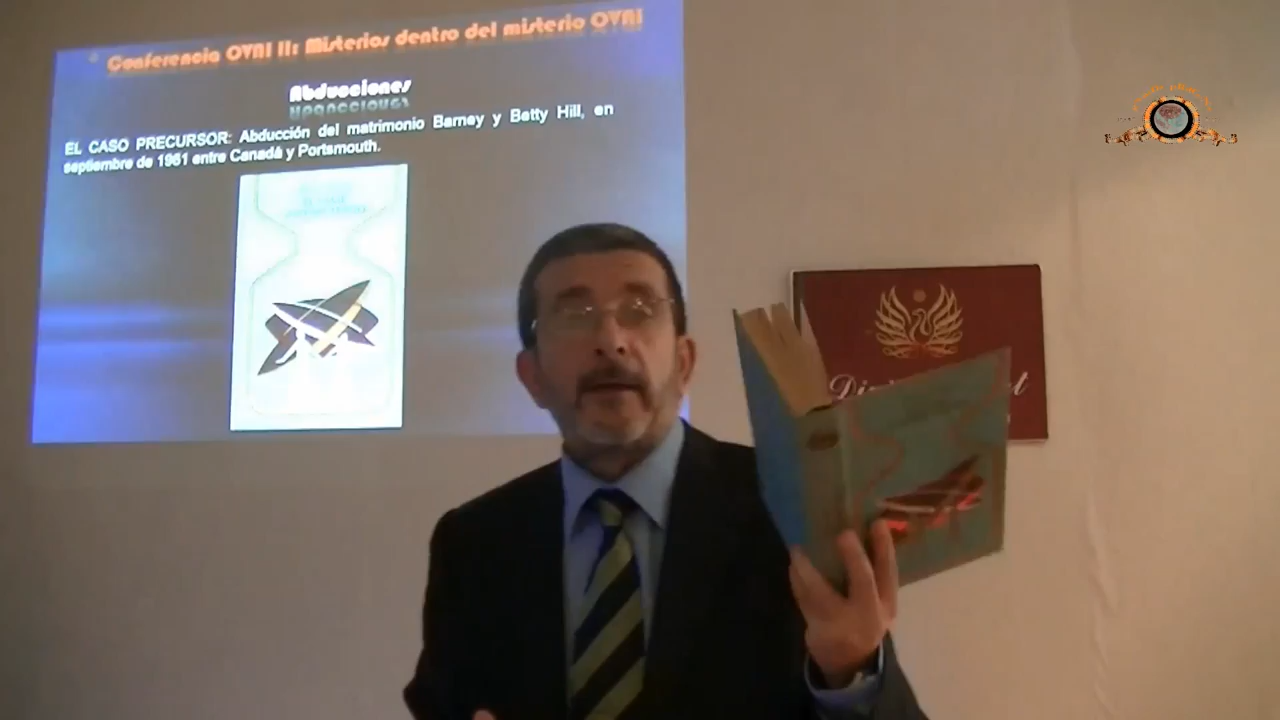 Conferencia OVNI II: Misterios dentro del misterio OVNI
Abducciones
EL CASO PRECURSOR: Abducción del matrimonio Barney y Betty Hill, en
septiembre de 1961 entre Canadá y Portsmouth.